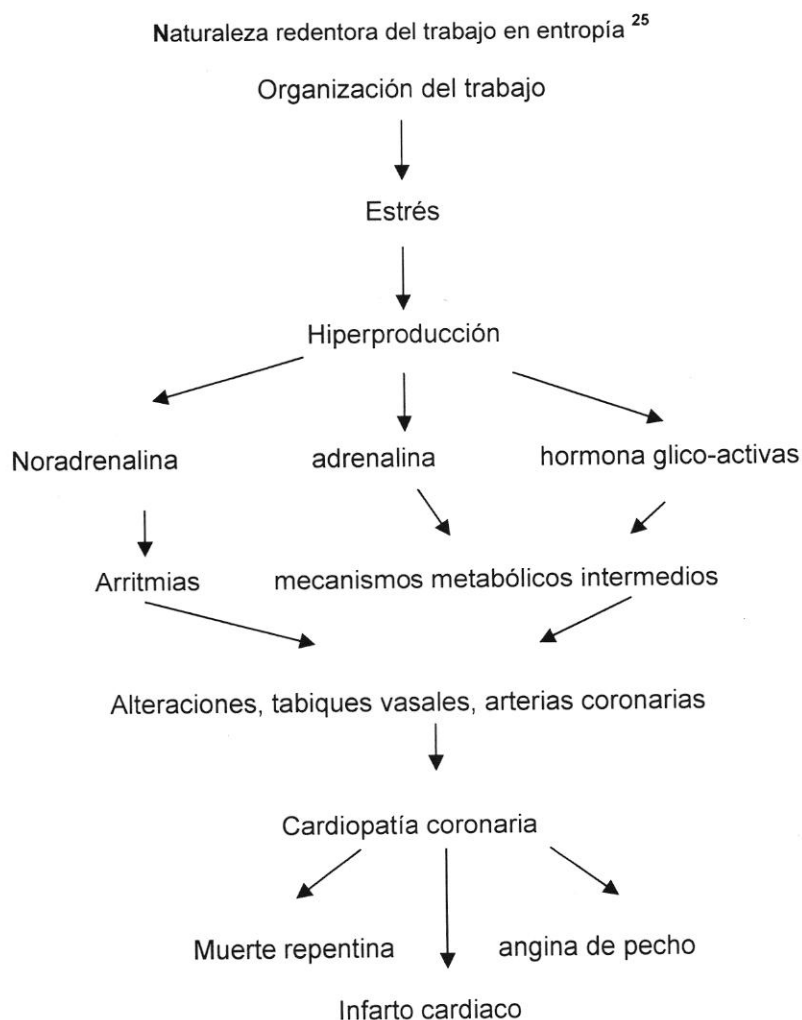 Naturaleza redentora del trabajo en entropía 25
Organización del trabajo
Estrés
Hiperproducción
Noradrenalina adrenalina hormona glico-activas
Arritmias mecanismos metabólicos intermedios
Alteraciones, tabiques vasales, arterias coronarias
Cardiopatía coronaria
Muerte repentina angina de pecho
Infarto cardiaco